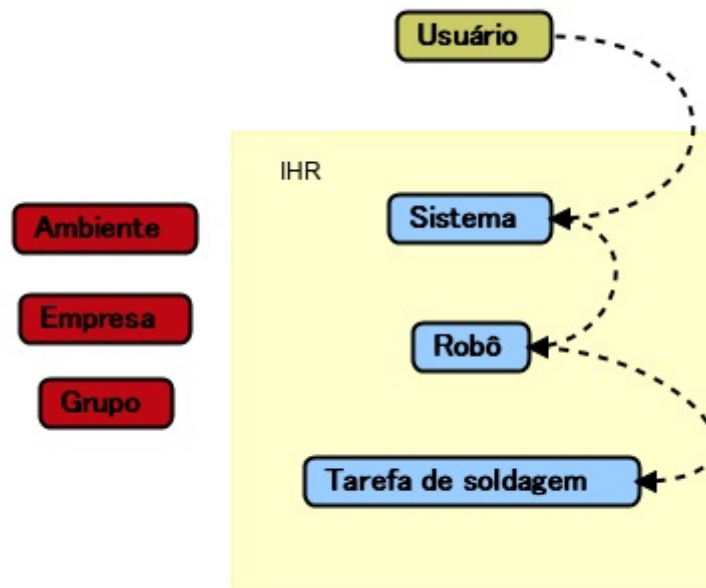 Usuário
IHR
Sistema
Ambiente
Empresa
Robô
Grupo
Tarefa de soldagem